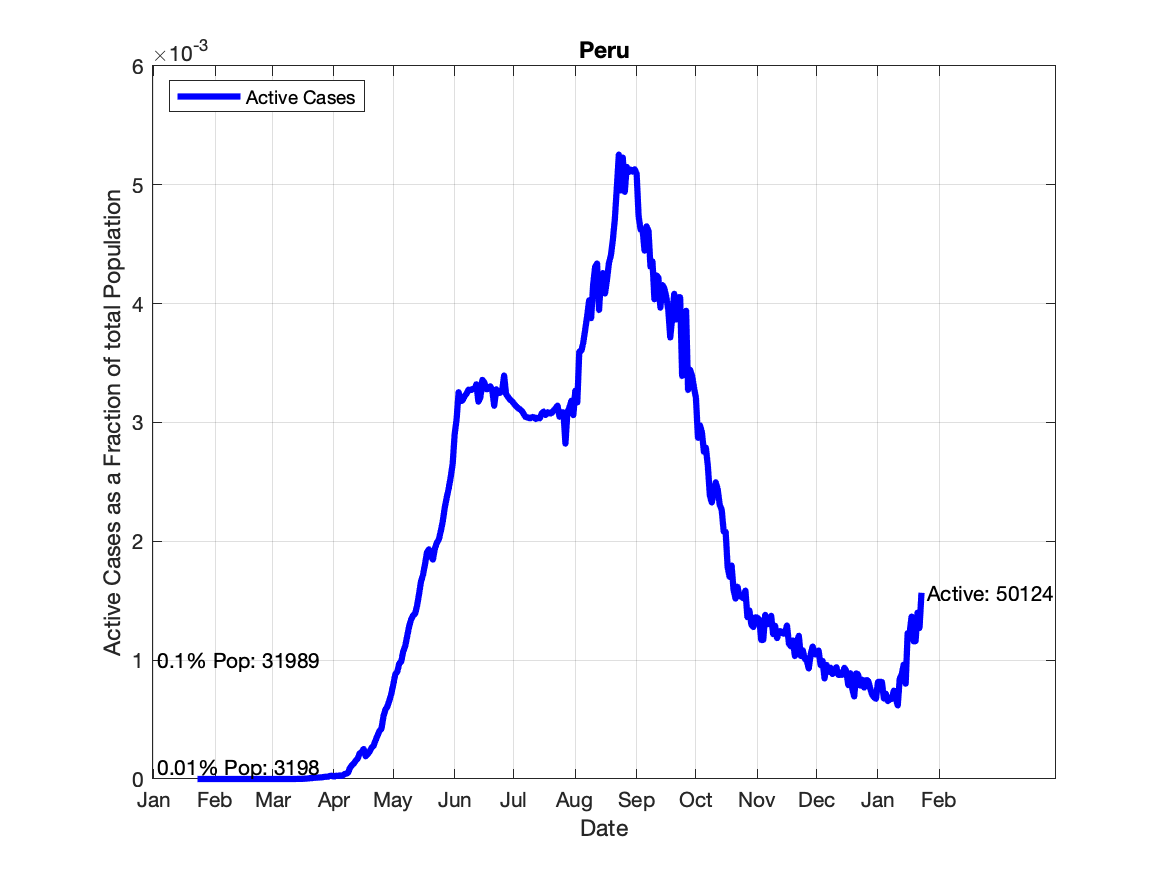 Peru
×10-3
Active Cases
6
5
4
3
2
1
0
Active Cases as a Fraction of total Population
0.1% Pop: 31989
0.01% Pop: 3198
Active: 50124
Jan Feb Mar Apr May Jun Jul Aug Sep Oct Nov Dec Jan Feb
Date